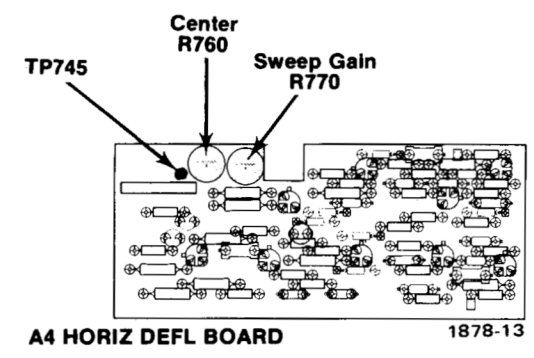 Center
R760
TP745
Sweep Gain
R770
A4 HORIZ DEFL BOARD
1878-13